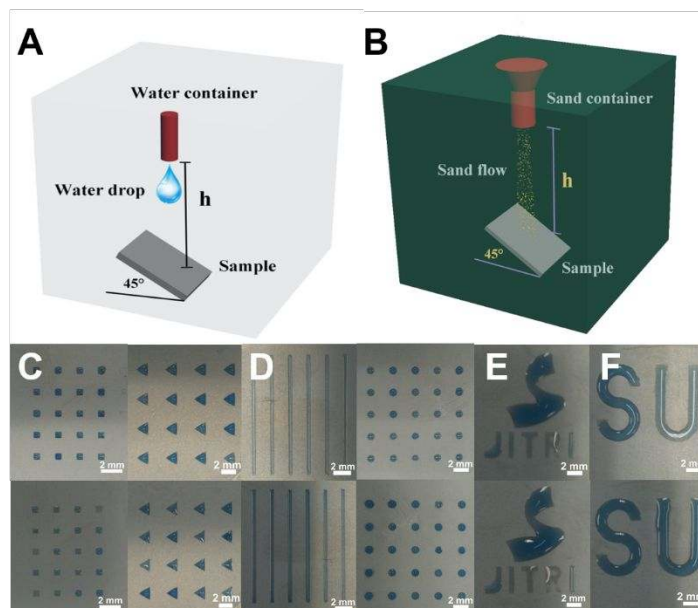 A
Water container
Water drop
h
Sample
45°
B
Sand container
Sand flow
h
45°
Sample
C
2 mm
2 mm
D
2 mm
2 mm
E
S
JITRI
2 mm
F
SU
2 mm
2 mm
2 mm
2 mm
2 mm
S
JITRI
2 mm
SU
2 mm